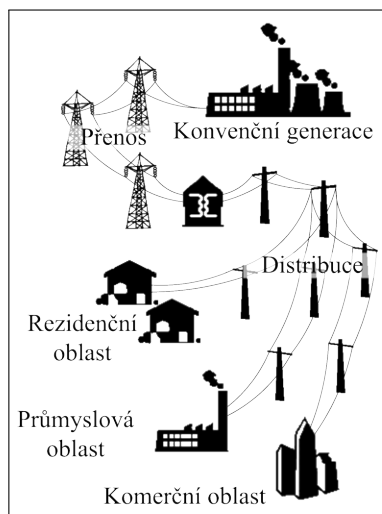 Konvenční generace
Přenos
Distribuce
Rezidenční
oblast
Průmyslová
oblast
Komerční oblast